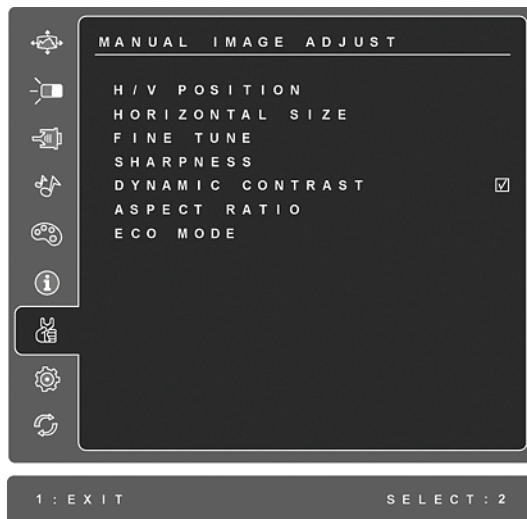 MANUAL IMAGE ADJUST
H/V POSITION
HORIZONTAL SIZE
FINE TUNE
SHARPNESS
DYNAMIC CONTRAST
ASPECT RATIO
ECO MODE
1:EXIT SELECT:2